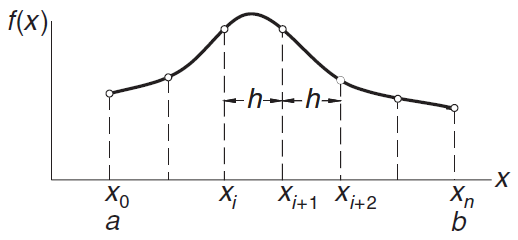 f(x)
h h
x
x₀ xᵢ xᵢ₊₁ xᵢ₊₂ xₙ
a b